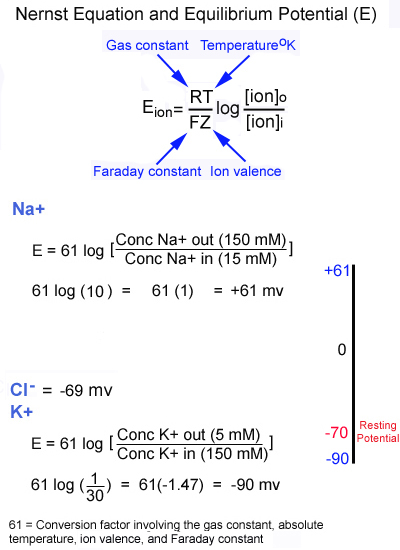 Nernst Equation and Equilibrium Potential (E)
Gas constant Temperature⁰K
E_ion = RT/FZ log [ion]o/[ion]i
Faraday constant Ion valence
Na+
E = 61 log [Conc Na+ out (150 mM)/Conc Na+ in (15 mM)]
61 log (10 ) = 61 (1) = +61 mv
+61
0
Cl⁻ = -69 mv
K+
E = 61 log [Conc K+ out (5 mM)/Conc K+ in (150 mM)]
-70 Resting
Potential
-90
61 log (1/30) = 61(-1.47) = -90 mv
61 = Conversion factor involving the gas constant, absolute
temperature, ion valence, and Faraday constant